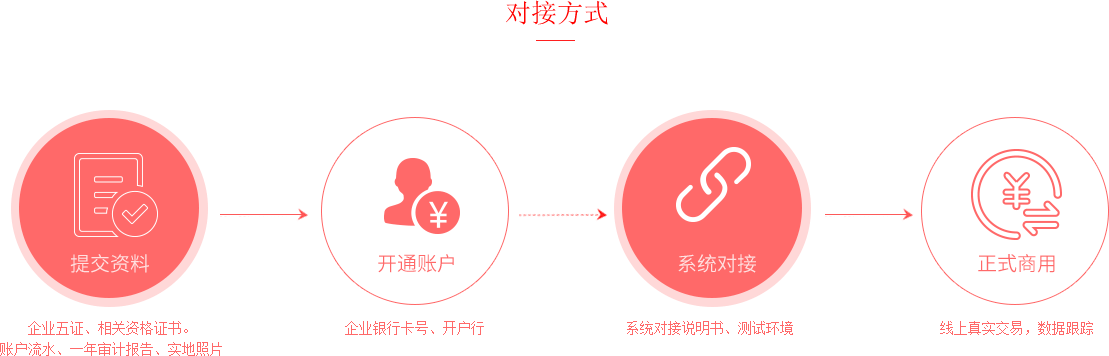 对接方式
提交资料
开通账户
系统对接
正式商用
企业五证、相关资格证书。
账户流水、一年审计报告、实地照片
企业银行卡号、开户行
系统对接说明书、测试环境
线上真实交易，数据跟踪